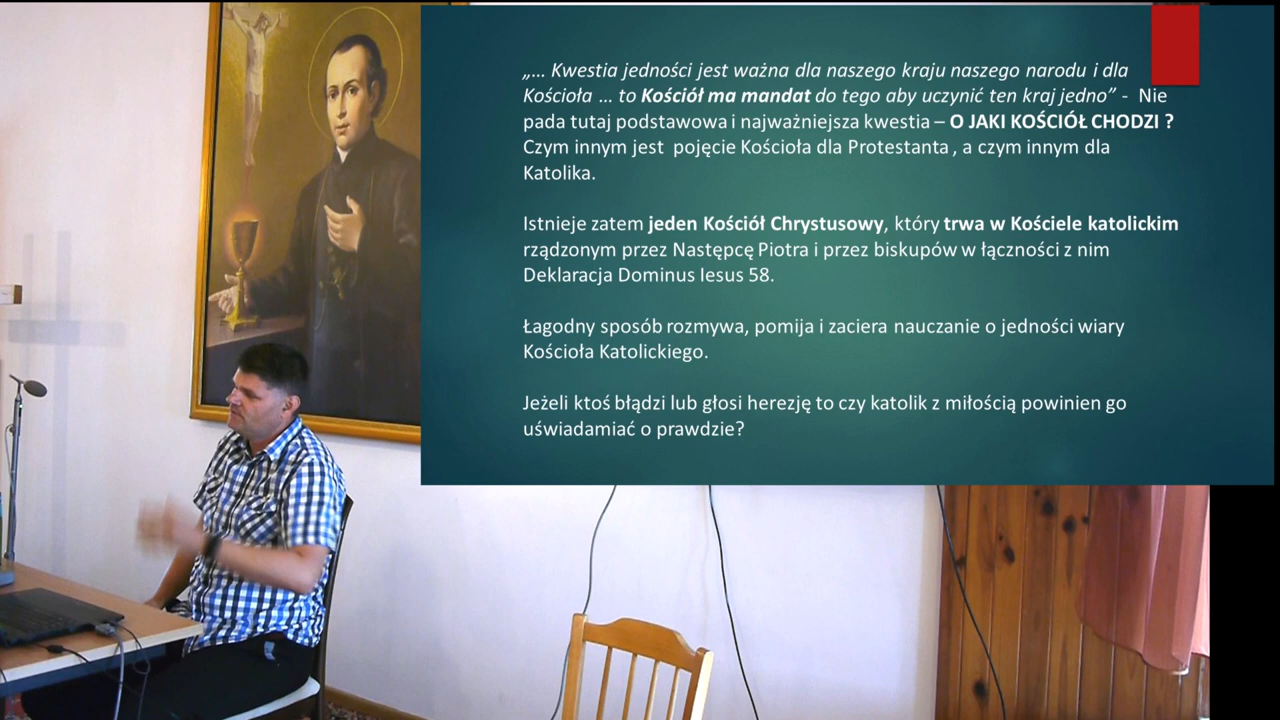 „… Kwestia jedności jest ważna dla naszego kraju naszego narodu i dla
Kościoła … to Kościół ma mandat do tego aby uczynić ten kraj jedno” - Nie
pada tutaj podstawowa i najważniejsza kwestia – O JAKI KOŚCIÓŁ CHODZI ?
Czym innym jest pojęcie Kościoła dla Protestanta , a czym innym dla
Katolika.
Istnieje zatem jeden Kościół Chrystusowy, który trwa w Kościele katolickim
rządzonym przez Następcę Piotra i przez biskupów w łączności z nim
Deklaracja Dominus Iesus 58.
Łagodny sposób rozmywa, pomija i zaciera nauczanie o jedności wiary
Kościoła Katolickiego.
Jeżeli ktoś błądzi lub głosi herezję to czy katolik z miłością powinien go
uświadamiać o prawdzie?